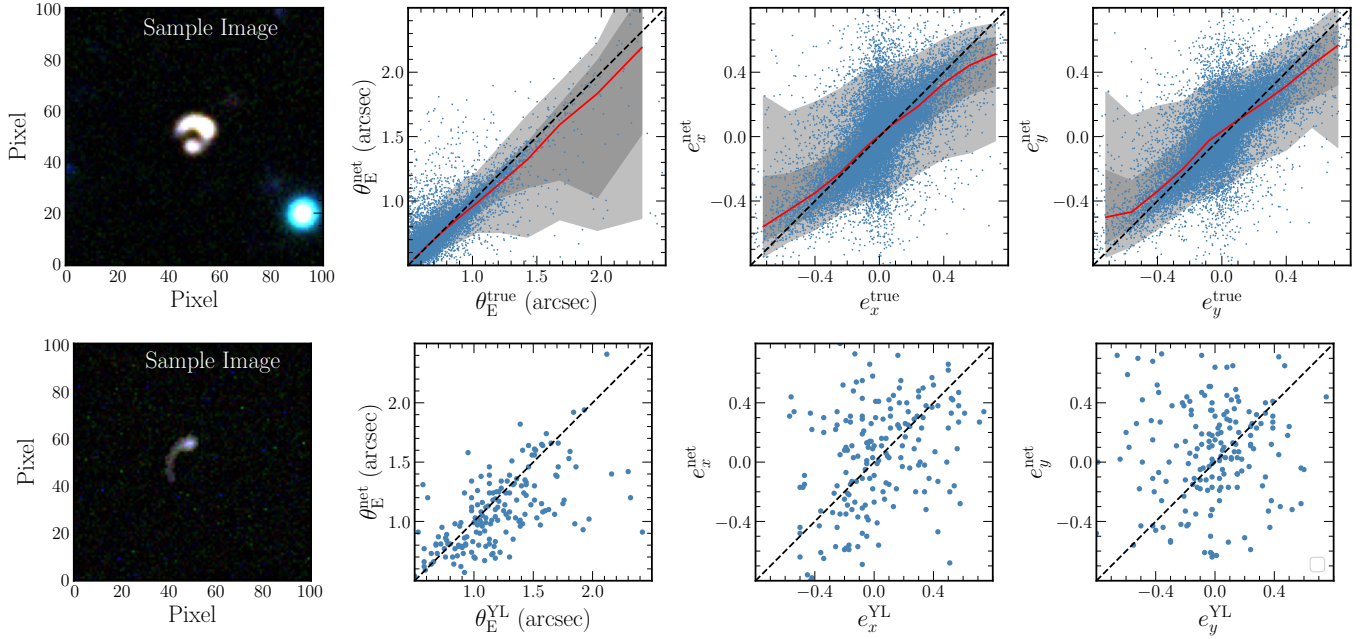 100
80
60
40
20
0
0 20 40 60 80 100
Pixel
Pixel
Sample Image
2.0
1.5
1.0
1.0 1.5 2.0
θ_E^net (arcsec)
θ_E^true (arcsec)
0.4
0.0
−0.4
−0.4 0.0 0.4
e_x^net
e_x^true
0.4
0.0
−0.4
−0.4 0.0 0.4
e_y^net
e_y^true
100
80
60
40
20
0
0 20 40 60 80 100
Pixel
Pixel
Sample Image
2.0
1.5
1.0
1.0 1.5 2.0
θ_E^net (arcsec)
θ_E^YL (arcsec)
0.4
0.0
−0.4
−0.4 0.0 0.4
e_x^net
e_x^YL
0.4
0.0
−0.4
−0.4 0.0 0.4
e_y^net
e_y^YL